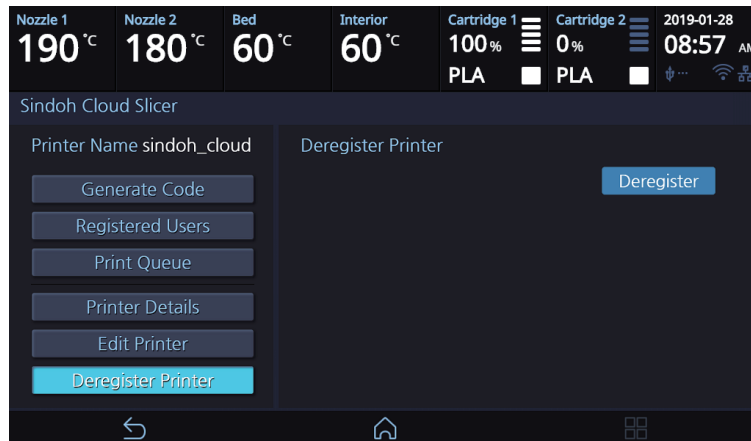 Nozzle 1 Nozzle 2 Bed Interior Cartridge 1 Cartridge 2 2019-01-28
190 °C 180 °C 60 °C 60 °C 100 % 0 % 08:57 AM
PLA PLA
Sindoh Cloud Slicer
Printer Name sindoh_cloud Deregister Printer
Generate Code Deregister
Registered Users
Print Queue
Printer Details
Edit Printer
Deregister Printer